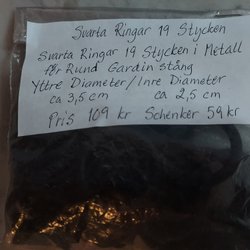 Svarta Ringar 19 Stycken
Svarta Ringar 19 Stycken i Metall
för Rund Gardin stång
Yttre Diameter/Inre Diameter
ca 3,5 cm ca 2,5 cm
Pris 109 kr Schenker 59 kr